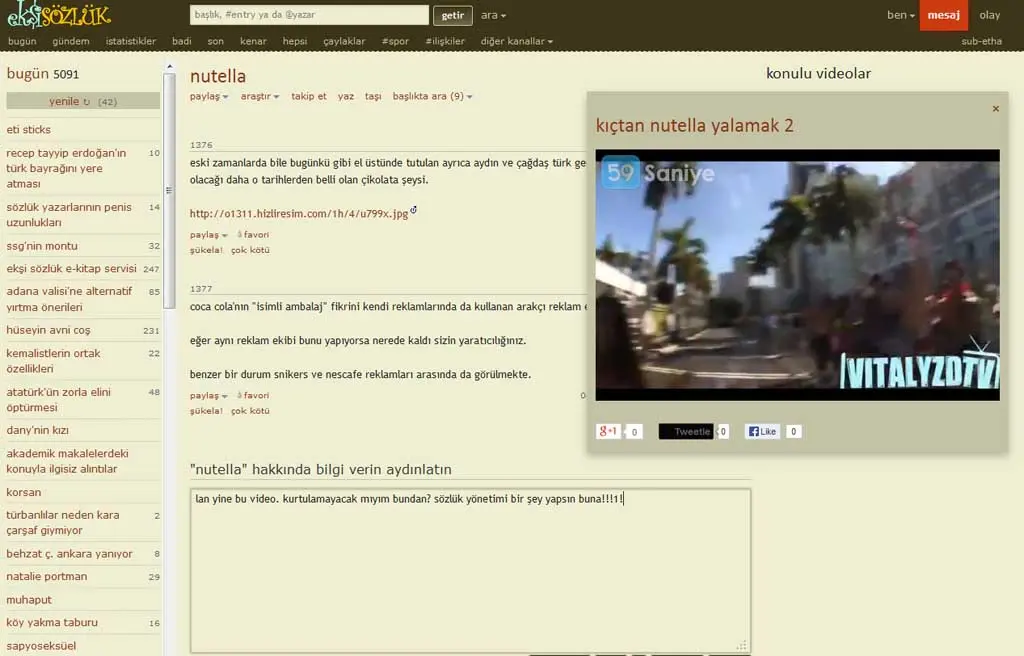 ekşi SÖZLÜK
başlık, #entry ya da @yazar
getir
ara
ben
mesaj
olay
bugün
gündem
istatistikler
badi
son
kenar
hepsi
çaylaklar
#spor
#ilişkiler
diğer kanallar
sub-etha
bugün 5091
yenile ↻ (42)
eti sticks
recep tayyip erdoğan'ın 10
türk bayrağını yere
atması
sözlük yazarlarının penis 14
uzunlukları
ssg'nin montu 32
ekşi sözlük e-kitap servisi 247
adana valisi'ne alternatif 85
yırtma önerileri
hüseyin avni coş 231
kemalistlerin ortak 22
özellikleri
atatürk'ün zorla elini 48
öptürmesi
dany'nin kızı
akademik makalelerdeki
konuyla ilgisiz alıntılar
korsan
türbanlılar neden kara 2
çarşaf giymiyor
behzat ç. ankara yanıyor 8
natalie portman 29
muhaput
köy yakma taburu 16
sapyoseksüel
nutella
paylaş
araştır
takip et
yaz
taşı
başlıkta ara (9)
1376
eski zamanlarda bile bugünkü gibi el üstünde tutulan ayrıca aydın ve çağdaş türk ge
olacağı daha o tarihlerden belli olan çikolata şeysi.
http://o1311.hizliresim.com/1h/4/u799x.jpg
paylaş
favori
şükela! çok kötü
1377
coca cola'nın "isimli ambalaj" fikrini kendi reklamlarında da kullanan arakçı reklam e
eğer aynı reklam ekibi bunu yapıyorsa nerede kaldı sizin yaratıcılığınız.
benzer bir durum snikers ve nescafe reklamları arasında da görülmekte.
paylaş
favori
0
şükela! çok kötü
"nutella" hakkında bilgi verin aydınlatın
lan yine bu video. kurtulamayacak mıyım bundan? sözlük yönetimi bir şey yapsın buna!!!1!
konulu videolar
×
kıçtan nutella yalamak 2
59 Saniye
VITALYZDTV
g+1 0
Tweetle 0
Like 0